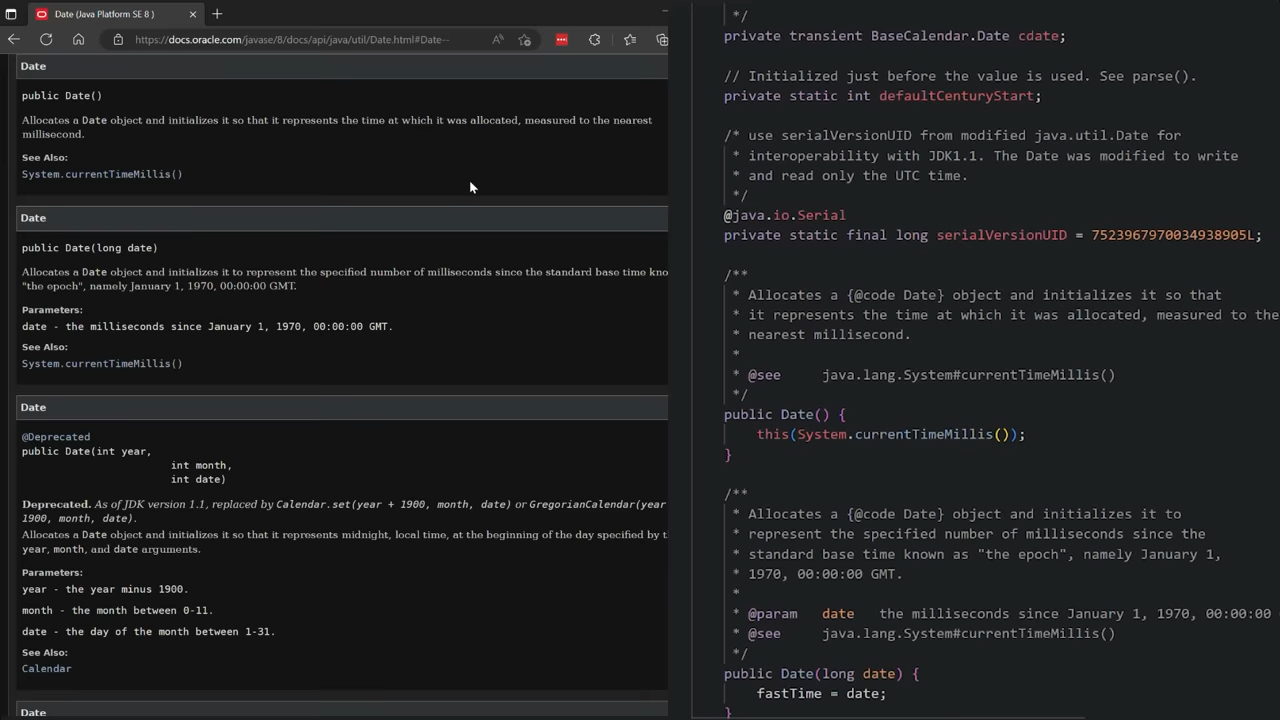 Date (Java Platform SE 8 )
https://docs.oracle.com/javase/8/docs/api/java/util/Date.html#Date--
Date
public Date()
Allocates a Date object and initializes it so that it represents the time at which it was allocated, measured to the nearest
millisecond.
See Also:
System.currentTimeMillis()
Date
public Date(long date)
Allocates a Date object and initializes it to represent the specified number of milliseconds since the standard base time kno
"the epoch", namely January 1, 1970, 00:00:00 GMT.
Parameters:
date - the milliseconds since January 1, 1970, 00:00:00 GMT.
See Also:
System.currentTimeMillis()
Date
@Deprecated
public Date(int year,
int month,
int date)
Deprecated. As of JDK version 1.1, replaced by Calendar.set(year + 1900, month, date) or GregorianCalendar(year
1900, month, date).
Allocates a Date object and initializes it so that it represents midnight, local time, at the beginning of the day specified by t
year, month, and date arguments.
Parameters:
year - the year minus 1900.
month - the month between 0-11.
date - the day of the month between 1-31.
See Also:
Calendar
Date
*/
private transient BaseCalendar.Date cdate;
// Initialized just before the value is used. See parse().
private static int defaultCenturyStart;
/* use serialVersionUID from modified java.util.Date for
* interoperability with JDK1.1. The Date was modified to write
* and read only the UTC time.
*/
@java.io.Serial
private static final long serialVersionUID = 7523967970034938905L;
/**
* Allocates a {@code Date} object and initializes it so that
* it represents the time at which it was allocated, measured to the
* nearest millisecond.
*
* @see java.lang.System#currentTimeMillis()
*/
public Date() {
this(System.currentTimeMillis());
}
/**
* Allocates a {@code Date} object and initializes it to
* represent the specified number of milliseconds since the
* standard base time known as "the epoch", namely January 1,
* 1970, 00:00:00 GMT.
*
* @param date the milliseconds since January 1, 1970, 00:00:00
* @see java.lang.System#currentTimeMillis()
*/
public Date(long date) {
fastTime = date;
}